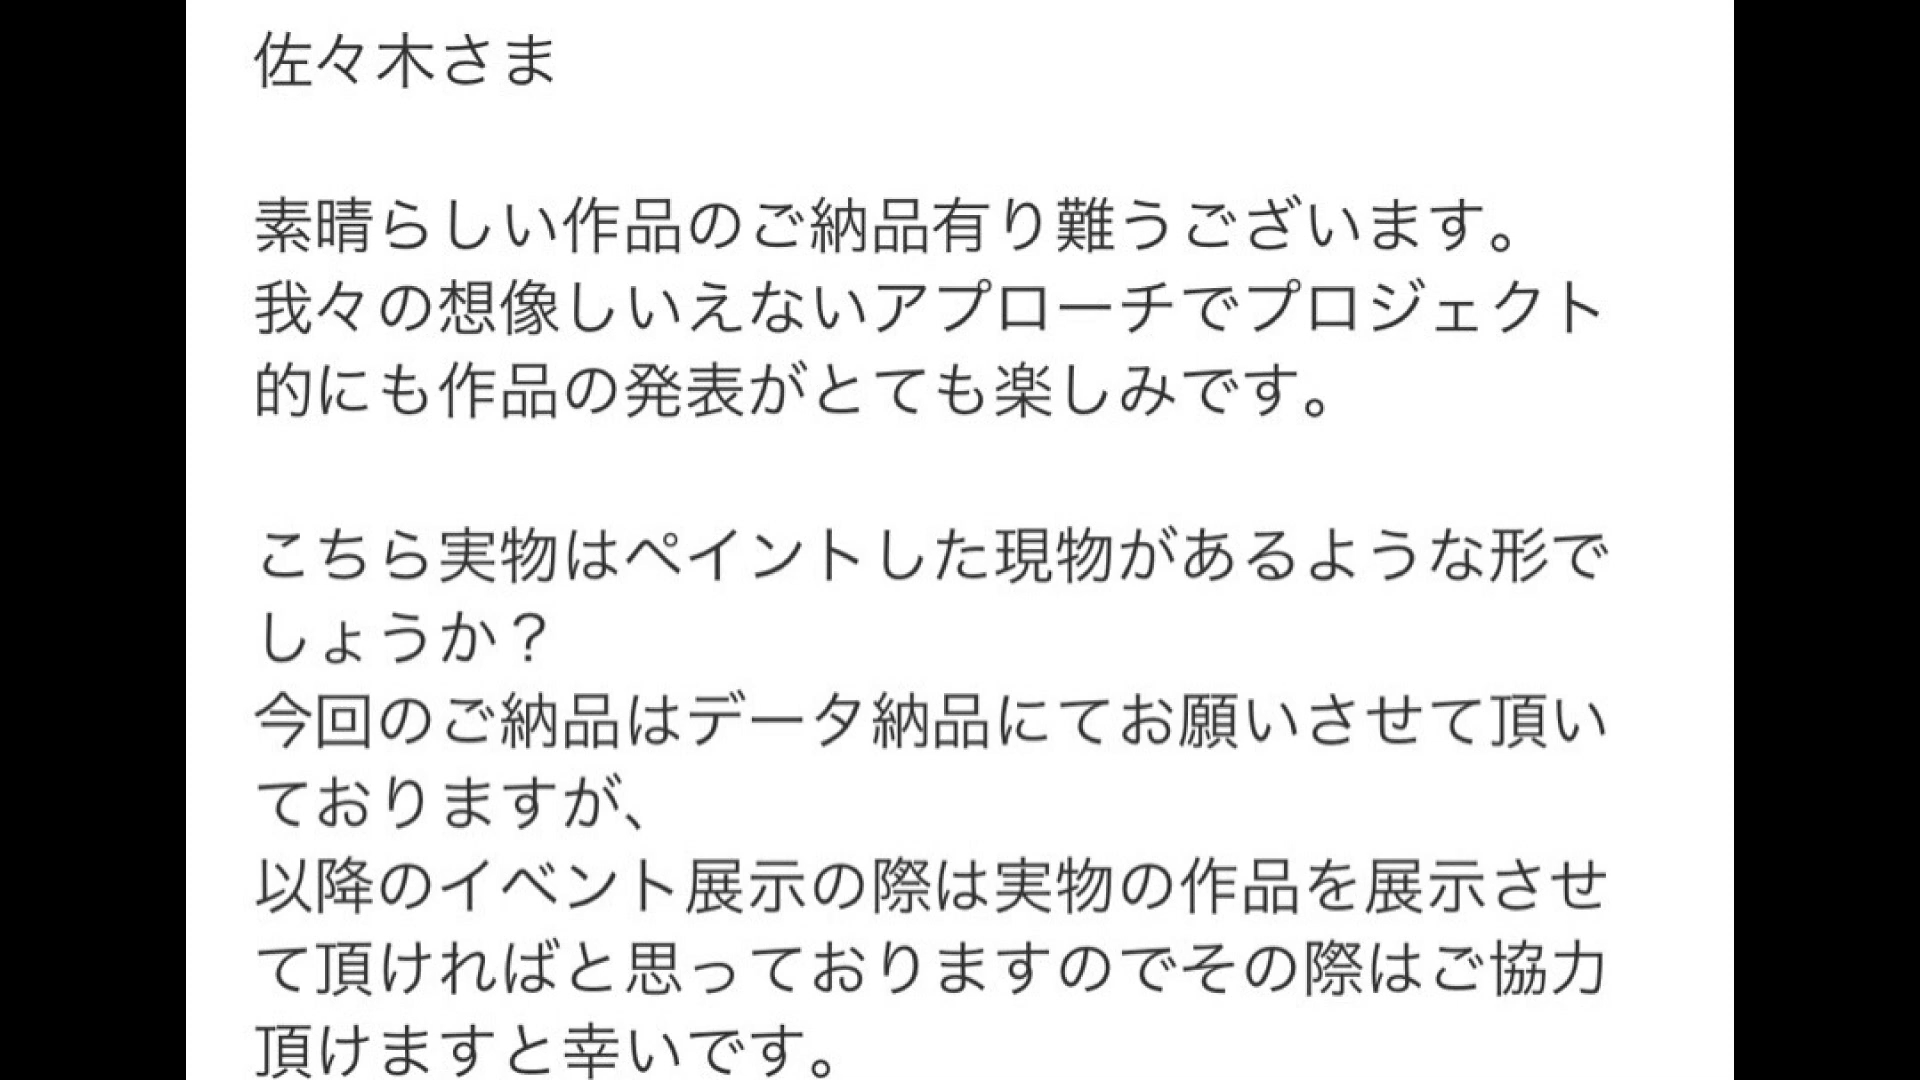 佐々木さま
素晴らしい作品のご納品有り難うございます。
我々の想像しいえないアプローチでプロジェクト
的にも作品の発表がとても楽しみです。
こちら実物はペイントした現物があるような形で
しょうか？
今回のご納品はデータ納品にてお願いさせて頂い
ておりますが、
以降のイベント展示の際は実物の作品を展示させ
て頂ければと思っておりますのでその際はご協力
頂けますと幸いです。